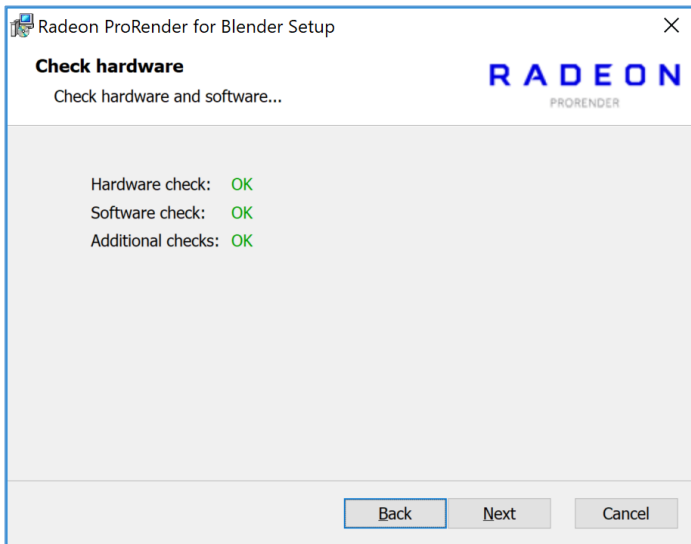 Radeon ProRender for Blender Setup
Check hardware
Check hardware and software...
RADEON
PRORENDER
Hardware check: OK
Software check: OK
Additional checks: OK
Back Next Cancel